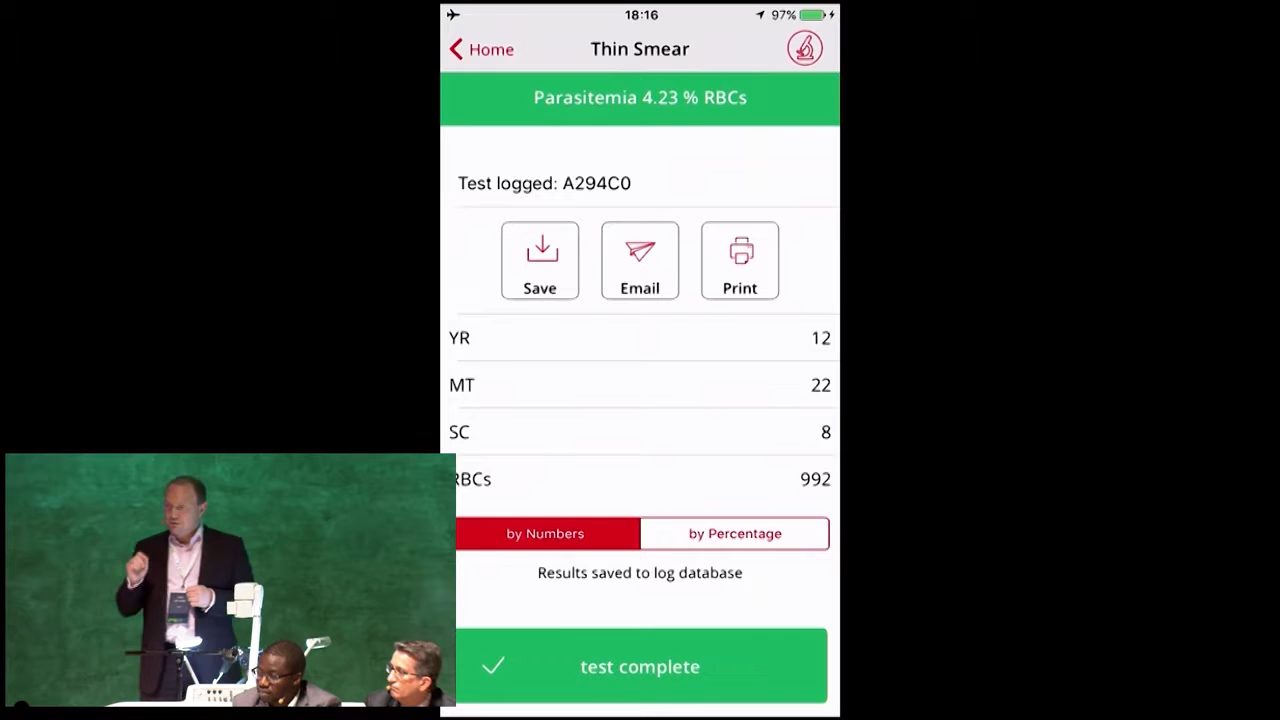 18:16
97%
Home
Thin Smear
Parasitemia 4.23 % RBCs
Test logged: A294C0
Save
Email
Print
YR 12
MT 22
SC 8
RBCs 992
by Numbers
by Percentage
Results saved to log database
test complete